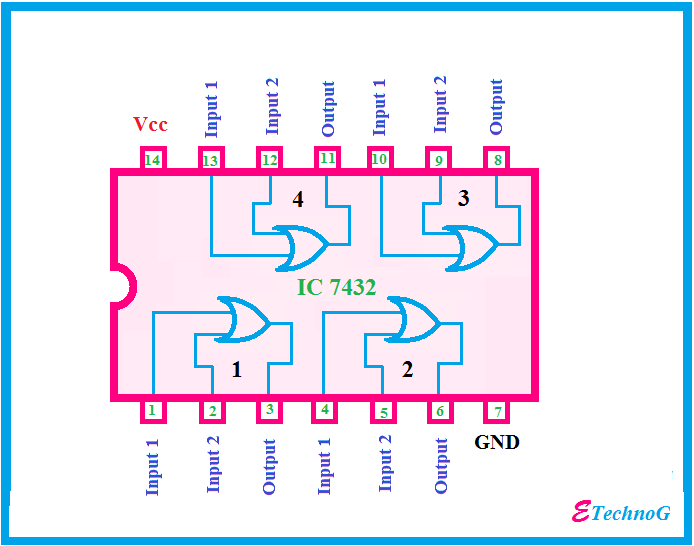 Input 1
Input 2
Output
Input 1
Input 2
Output
Vcc
14
13
12
11
10
9
8
4
3
IC 7432
1
2
1
2
3
4
5
6
7
GND
Input 1
Input 2
Output
Input 1
Input 2
Output
ETechnoG